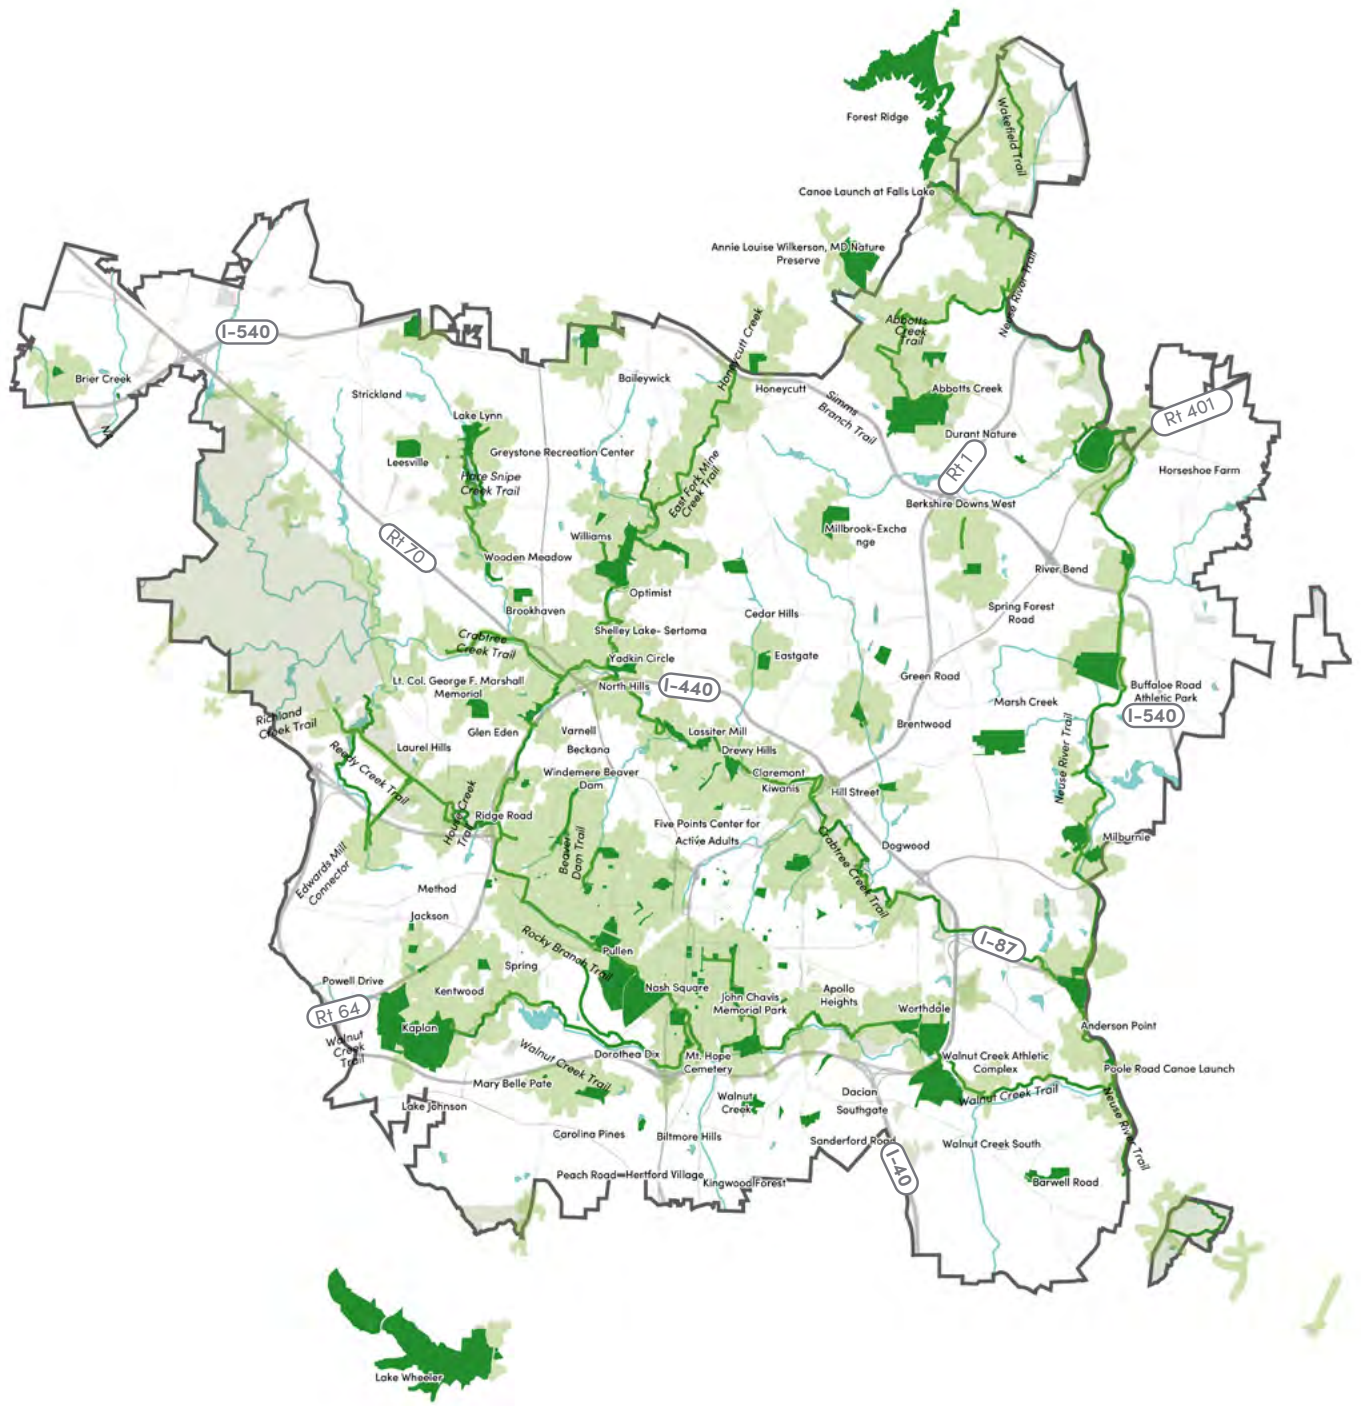 Forest Ridge
Wakefield Trail
Canoe Launch at Falls Lake
Annie Louise Wilkerson, MD Nature
Preserve
Neuse River Trail
Abbotts
Creek
Trail
I-540
Honeycutt Creek
Brier Creek
Baileywick
Honeycutt
Abbotts Creek
Strickland
Simms
Branch Trail
Rt 401
Lake Lynn
Durant Nature
Greystone Recreation Center
Leesville
Rt 1
Horseshoe Farm
Hare Snipe
Creek Trail
East Fork Mine
Creek Trail
Berkshire Downs West
Millbrook-Excha
nge
Williams
Rt 70
Wooden Meadow
River Bend
Optimist
Brookhaven
Cedar Hills
Spring Forest
Road
Shelley Lake- Sertoma
Crabtree
Creek Trail
Yadkin Circle
Eastgate
Lt. Col. George F. Marshall
Memorial
North Hills
I-440
Green Road
Buffaloe Road
Athletic Park
Marsh Creek
I-540
Richland
Creek Trail
Glen Eden
Varnell
Lassiter Mill
Brentwood
Laurel Hills
Beckana
Drewry Hills
Neuse River Trail
Reedy Creek Trail
Windemere Beaver
Dam
Claremont
Kiwanis
Hill Street
House Creek
Trail
Ridge Road
Five Points Center for
Active Adults
Milburnie
Dogwood
Beaver
Dam Trail
Crabtree Creek Trail
Edwards Mill
Connector
Method
Jackson
Rocky Branch Trail
Pullen
I-87
Spring
Powell Drive
Kentwood
Nash Square
John Chavis
Memorial Park
Apollo
Heights
Worthdale
Rt 64
Kaplan
Anderson Point
Walnut
Creek
Trail
Walnut Creek Trail
Dorothea Dix
Mt. Hope
Cemetery
Walnut Creek Athletic
Complex
Poole Road Canoe Launch
Mary Belle Pate
Walnut Creek Trail
Neuse River Trail
Lake Johnson
Walnut
Creek
Dacian
Southgate
Carolina Pines
Biltmore Hills
Sanderford Road
Walnut Creek South
I-40
Peach Road
Hertford Village
Kingwood Forest
Barwell Road
Lake Wheeler